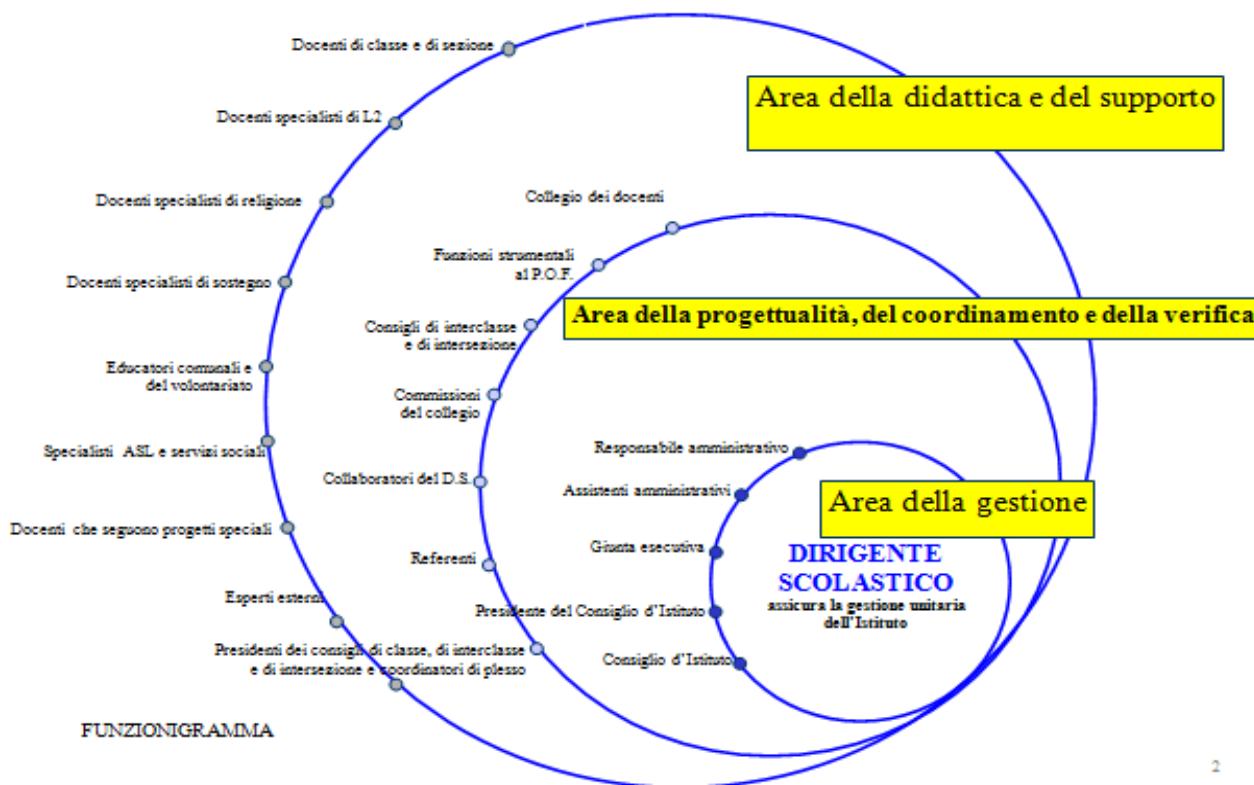 Docenti di classe e di sezione
Area della didattica e del supporto
Docenti specialisti di L2
Docenti specialisti di religione
Collegio dei docenti
Funzioni strumentali
al P.O.F.
Docenti specialisti di sostegno
Area della progettualità, del coordinamento e della verifica
Consigli di interclasse
e di intersezione
Educatori comunali e
del volontariato
Commissioni
del collegio
Responsabile amministrativo
Specialisti ASL e servizi sociali
Collaboratori del D.S.
Assistenti amministrativi
Area della gestione
Docenti che seguono progetti speciali
Giunta esecutiva
DIRIGENTE
SCOLASTICO
assicura la gestione unitaria
dell'Istituto
Referenti
Esperti esterni
Presidente del Consiglio d'Istituto
Presidenti dei consigli di classe, di interclasse
e di intersezione e coordinatori di plesso
Consiglio d'Istituto
FUNZIONIGRAMMA
2